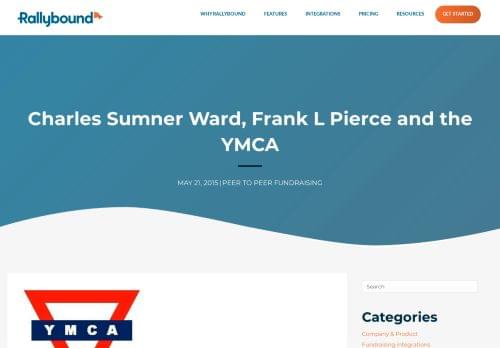 Rallybound
WHY RALLYBOUND
FEATURES
INTEGRATIONS
PRICING
RESOURCES
GET STARTED
Charles Sumner Ward, Frank L Pierce and the
YMCA
MAY 21, 2015 | PEER TO PEER FUNDRAISING
YMCA
Search
Categories
Company & Product
Fundraising integrations